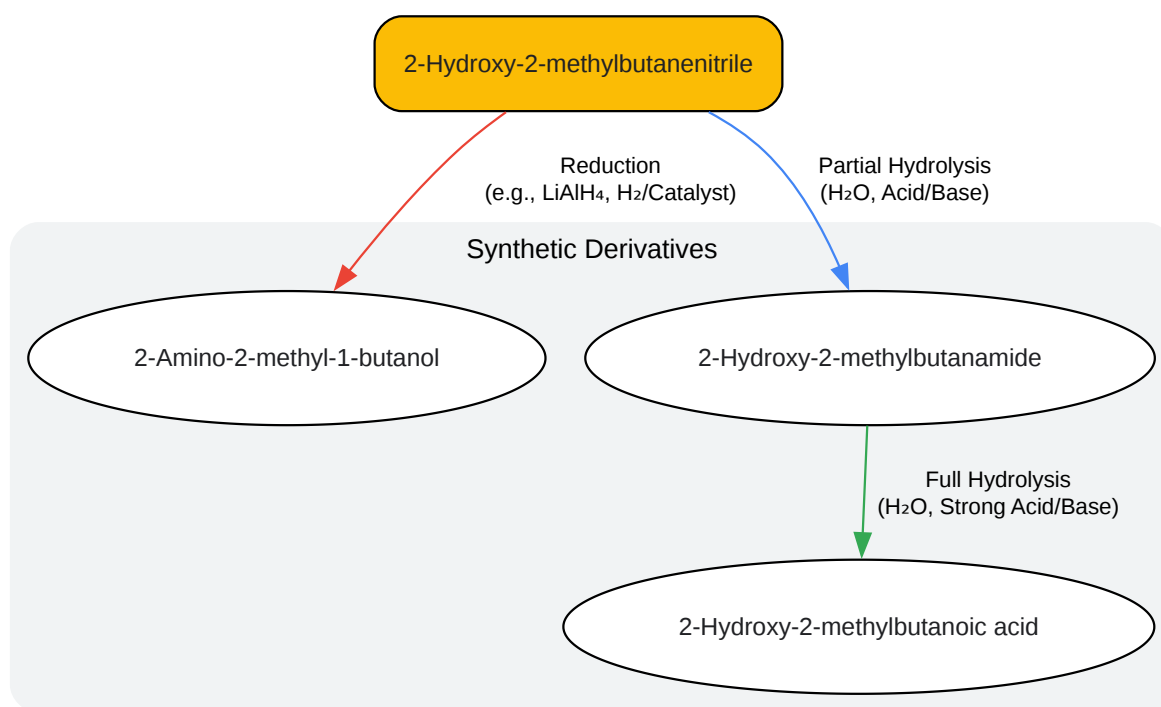 2-Hydroxy-2-methylbutanenitrile
Reduction
(e.g., LiAlH₄, H₂/Catalyst)
Partial Hydrolysis
(H₂O, Acid/Base)
Synthetic Derivatives
2-Amino-2-methyl-1-butanol
2-Hydroxy-2-methylbutanamide
Full Hydrolysis
(H₂O, Strong Acid/Base)
2-Hydroxy-2-methylbutanoic acid